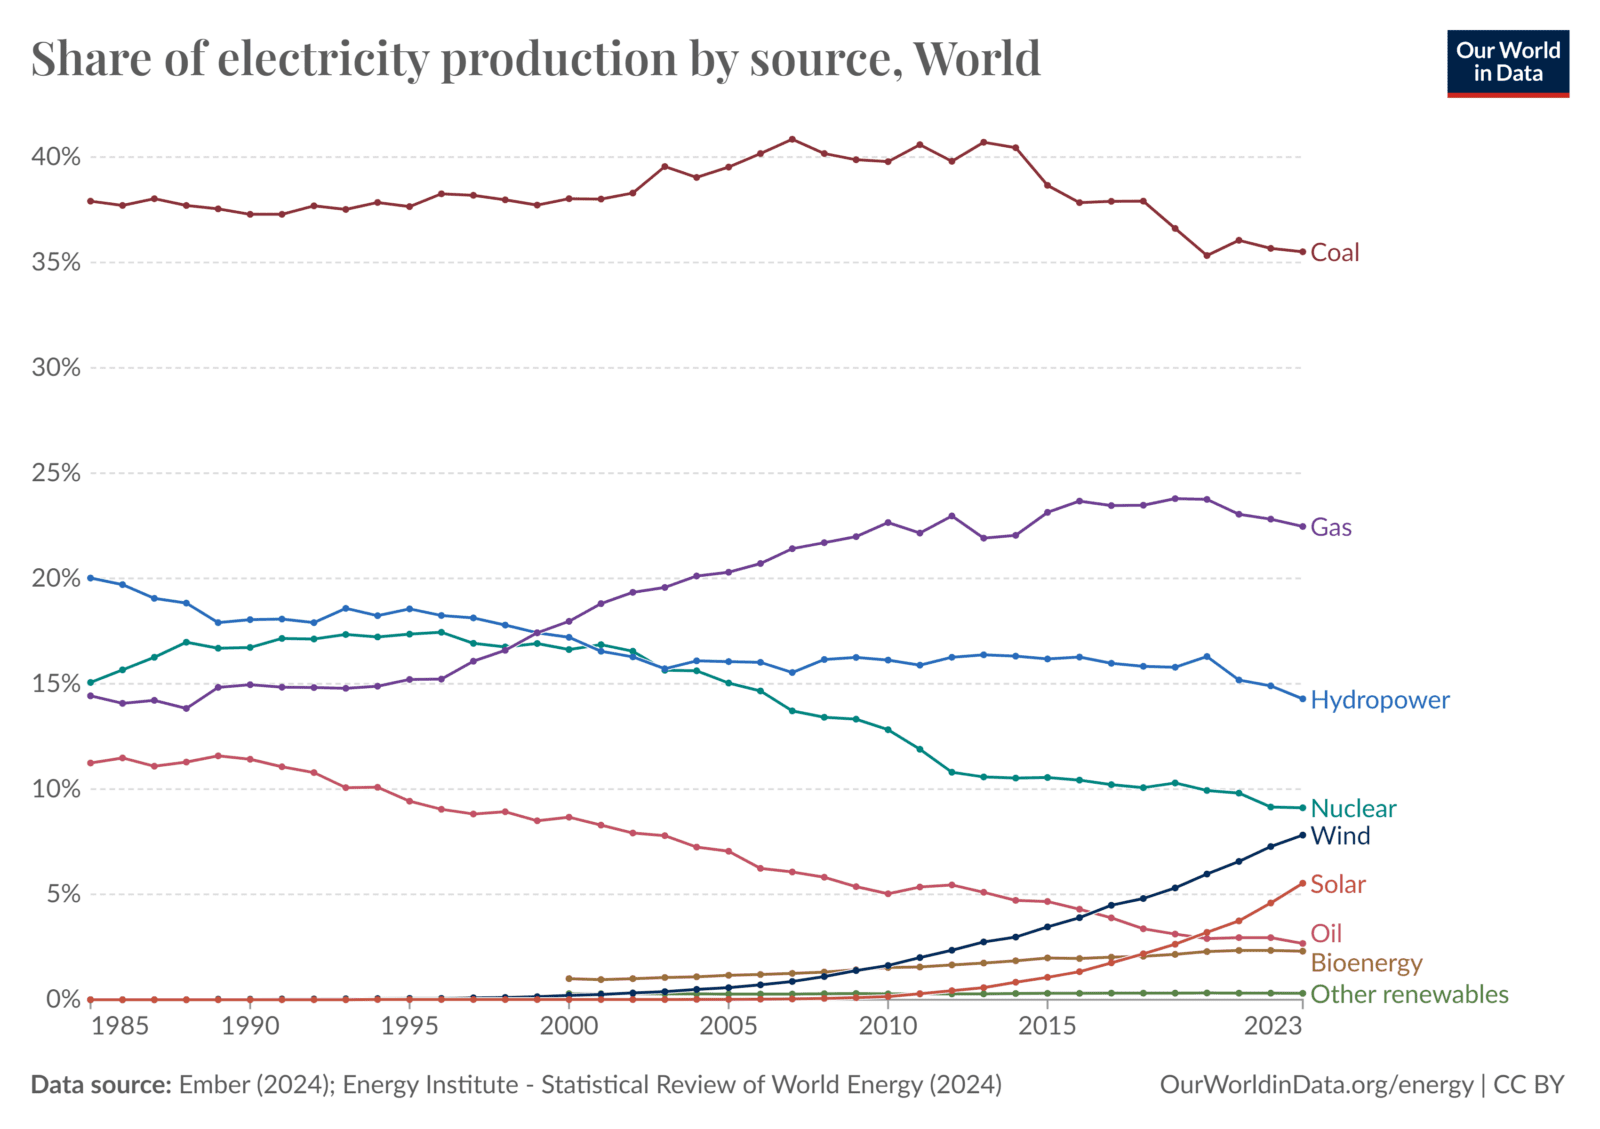 Share of electricity production by source, World
Our World
in Data
40%
35%
30%
25%
20%
15%
10%
5%
0%
Coal
Gas
Hydropower
Nuclear
Wind
Solar
Oil
Bioenergy
Other renewables
1985 1990 1995 2000 2005 2010 2015 2023
Data source: Ember (2024); Energy Institute - Statistical Review of World Energy (2024)
OurWorldinData.org/energy | CC BY